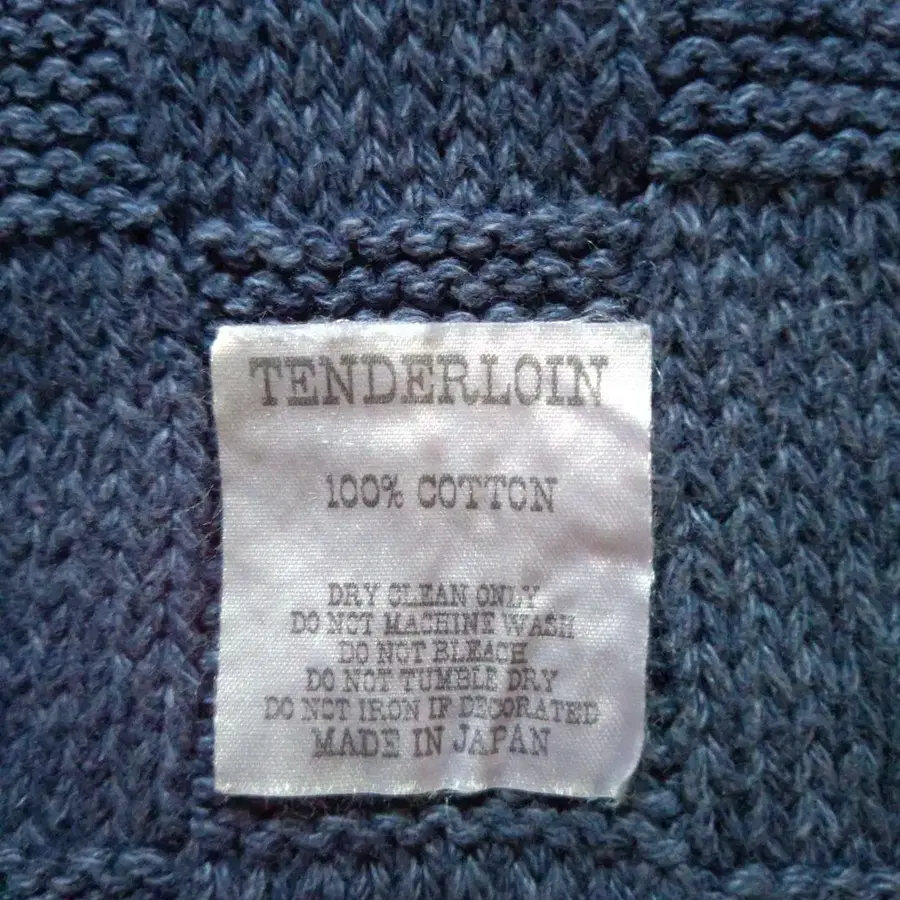 TENDERLOIN
100% COTTON
DRY CLEAN ONLY
DO NOT MACHINE WASH
DO NOT BLEACH
DO NOT TUMBLE DRY
DO NOT IRON IF DECORATED
MADE IN JAPAN